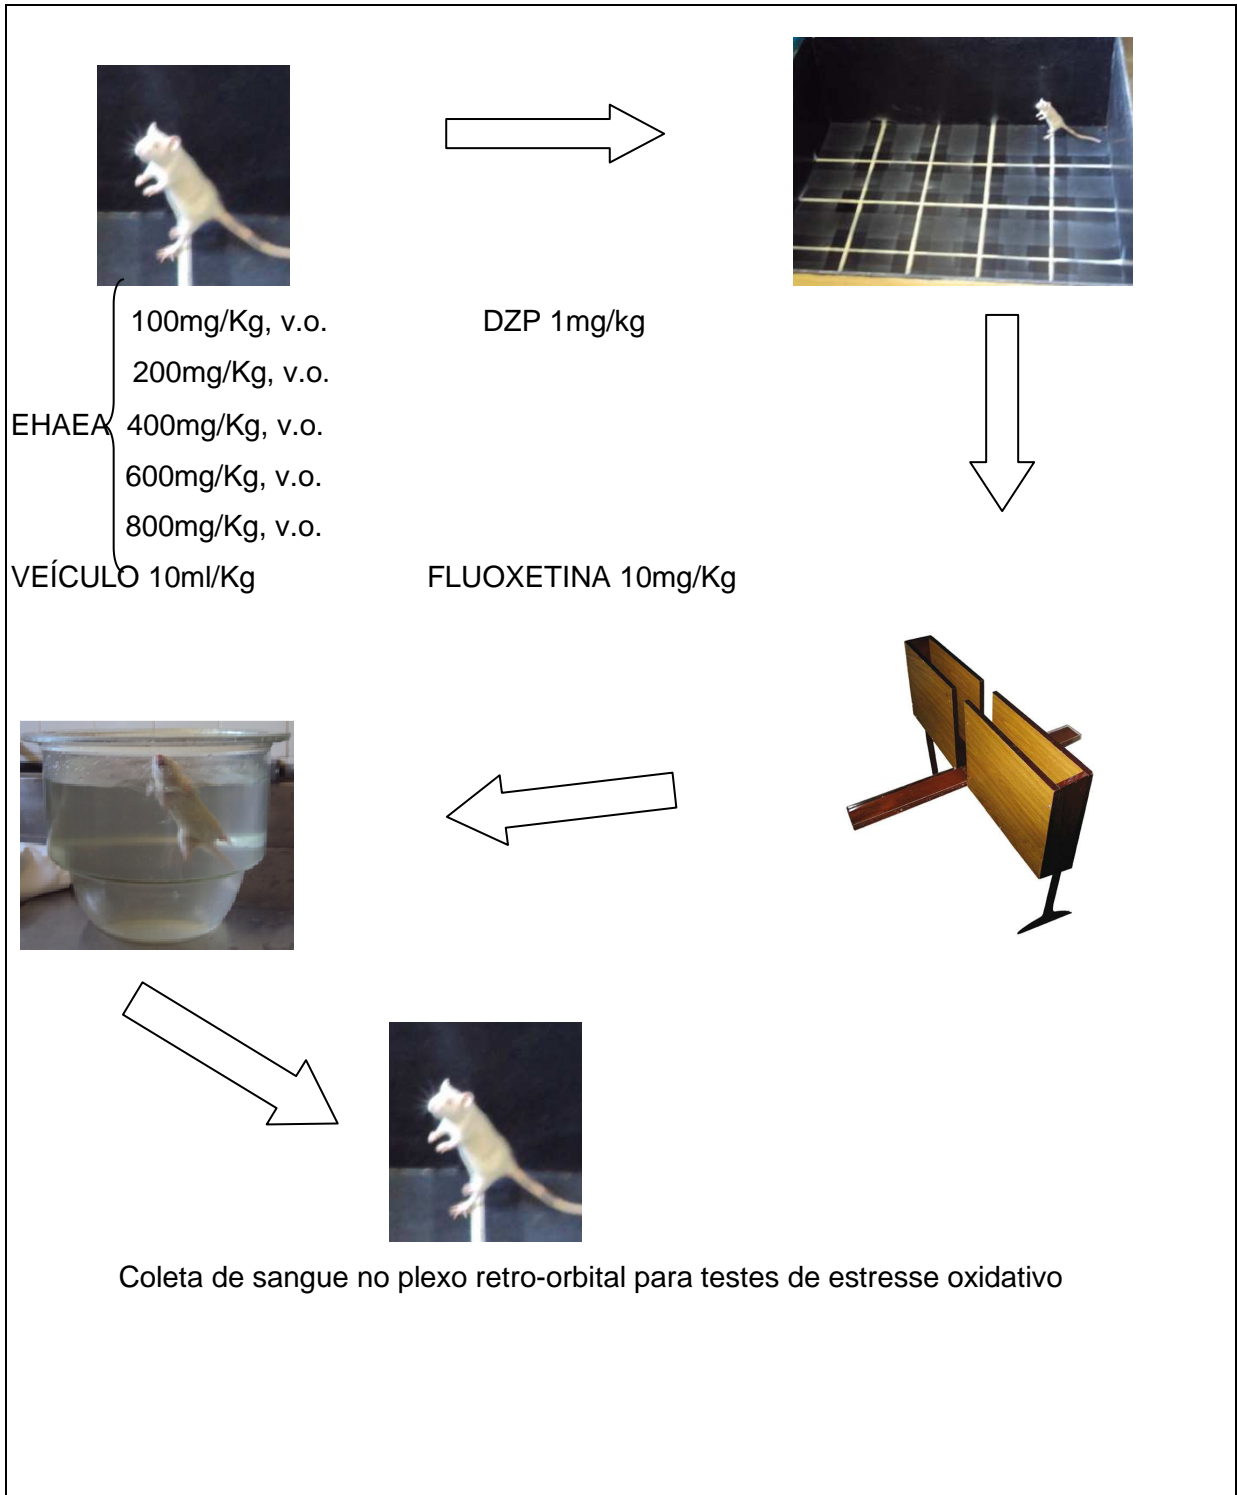 100mg/Kg, v.o. DZP 1mg/kg
200mg/Kg, v.o.
EHAEA 400mg/Kg, v.o.
600mg/Kg, v.o.
800mg/Kg, v.o.
VEÍCULO 10ml/Kg FLUOXETINA 10mg/Kg
Coleta de sangue no plexo retro-orbital para testes de estresse oxidativo